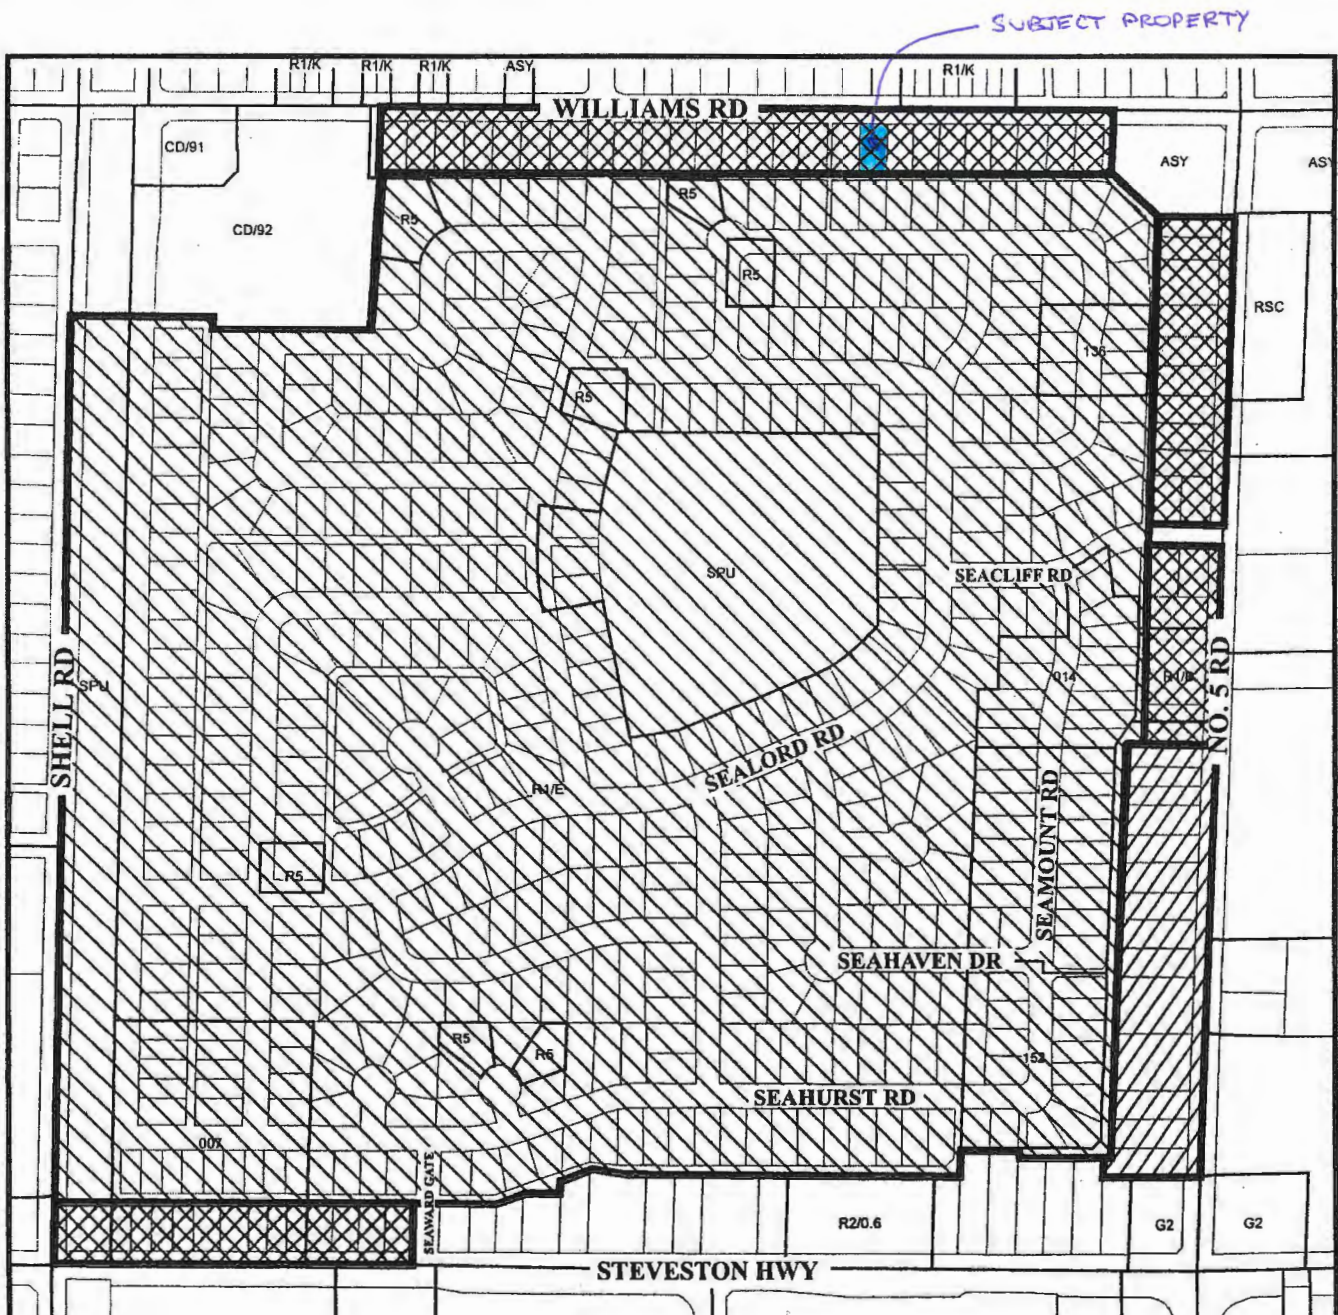 SUBJECT PROPERTY
R1/K
R1/K
R1/K
ASY
R1/K
WILLIAMS RD
CD/91
ASY
ASY
R5
R5
CD/92
R5
RSC
136
R5
SPU
SEACLIFF RD
SHELL RD
SPU
014
NO. 5 RD
SEALORD RD
R1/E
SEAMOUNT RD
R5
SEAHAVEN DR
R5
R5
152
SEAHURST RD
007
SEAWARD GATE
R2/0.6
G2
G2
STEVESTON HWY